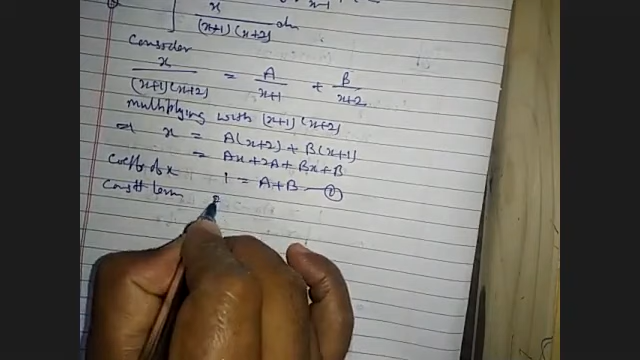 ∫ x/((x+1)(x+2)) dx
Consider
x/((x+1)(x+2)) = A/(x+1) + B/(x+2)
multiplying with (x+1)(x+2)
⇒ x = A(x+2) + B(x+1)
= Ax+2A+Bx+B
Coeff of x 1 = A+B —①
Constt term